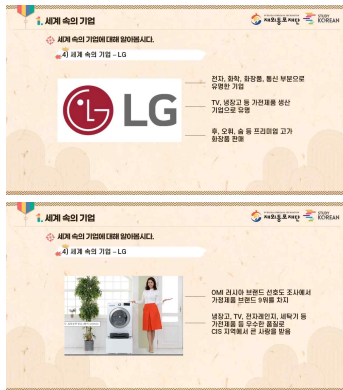 1. 세계 속의 기업
재외동포재단
STUDY KOREAN
세계 속의 기업에 대해 알아봅시다.
4) 세계 속의 기업 – LG
LG
전자, 화학, 화장품, 통신 부문으로
유명한 기업
TV, 냉장고 등 가전제품 생산
기업으로 유명
후, 오휘, 숨 등 프리미엄 고가
화장품 판매
1. 세계 속의 기업
재외동포재단
STUDY KOREAN
세계 속의 기업에 대해 알아봅시다.
4) 세계 속의 기업 – LG
OMI 러시아 브랜드 선호도 조사에서
가정제품 브랜드 9위를 차지
냉장고, TV, 전자레인지, 세탁기 등
가전제품 등 우수한 품질로
CIS 지역에서 큰 사랑을 받음